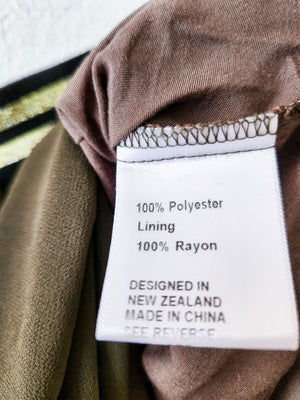 100% Polyester
Lining
100% Rayon
DESIGNED IN
NEW ZEALAND
MADE IN CHINA
SEE REVERSE